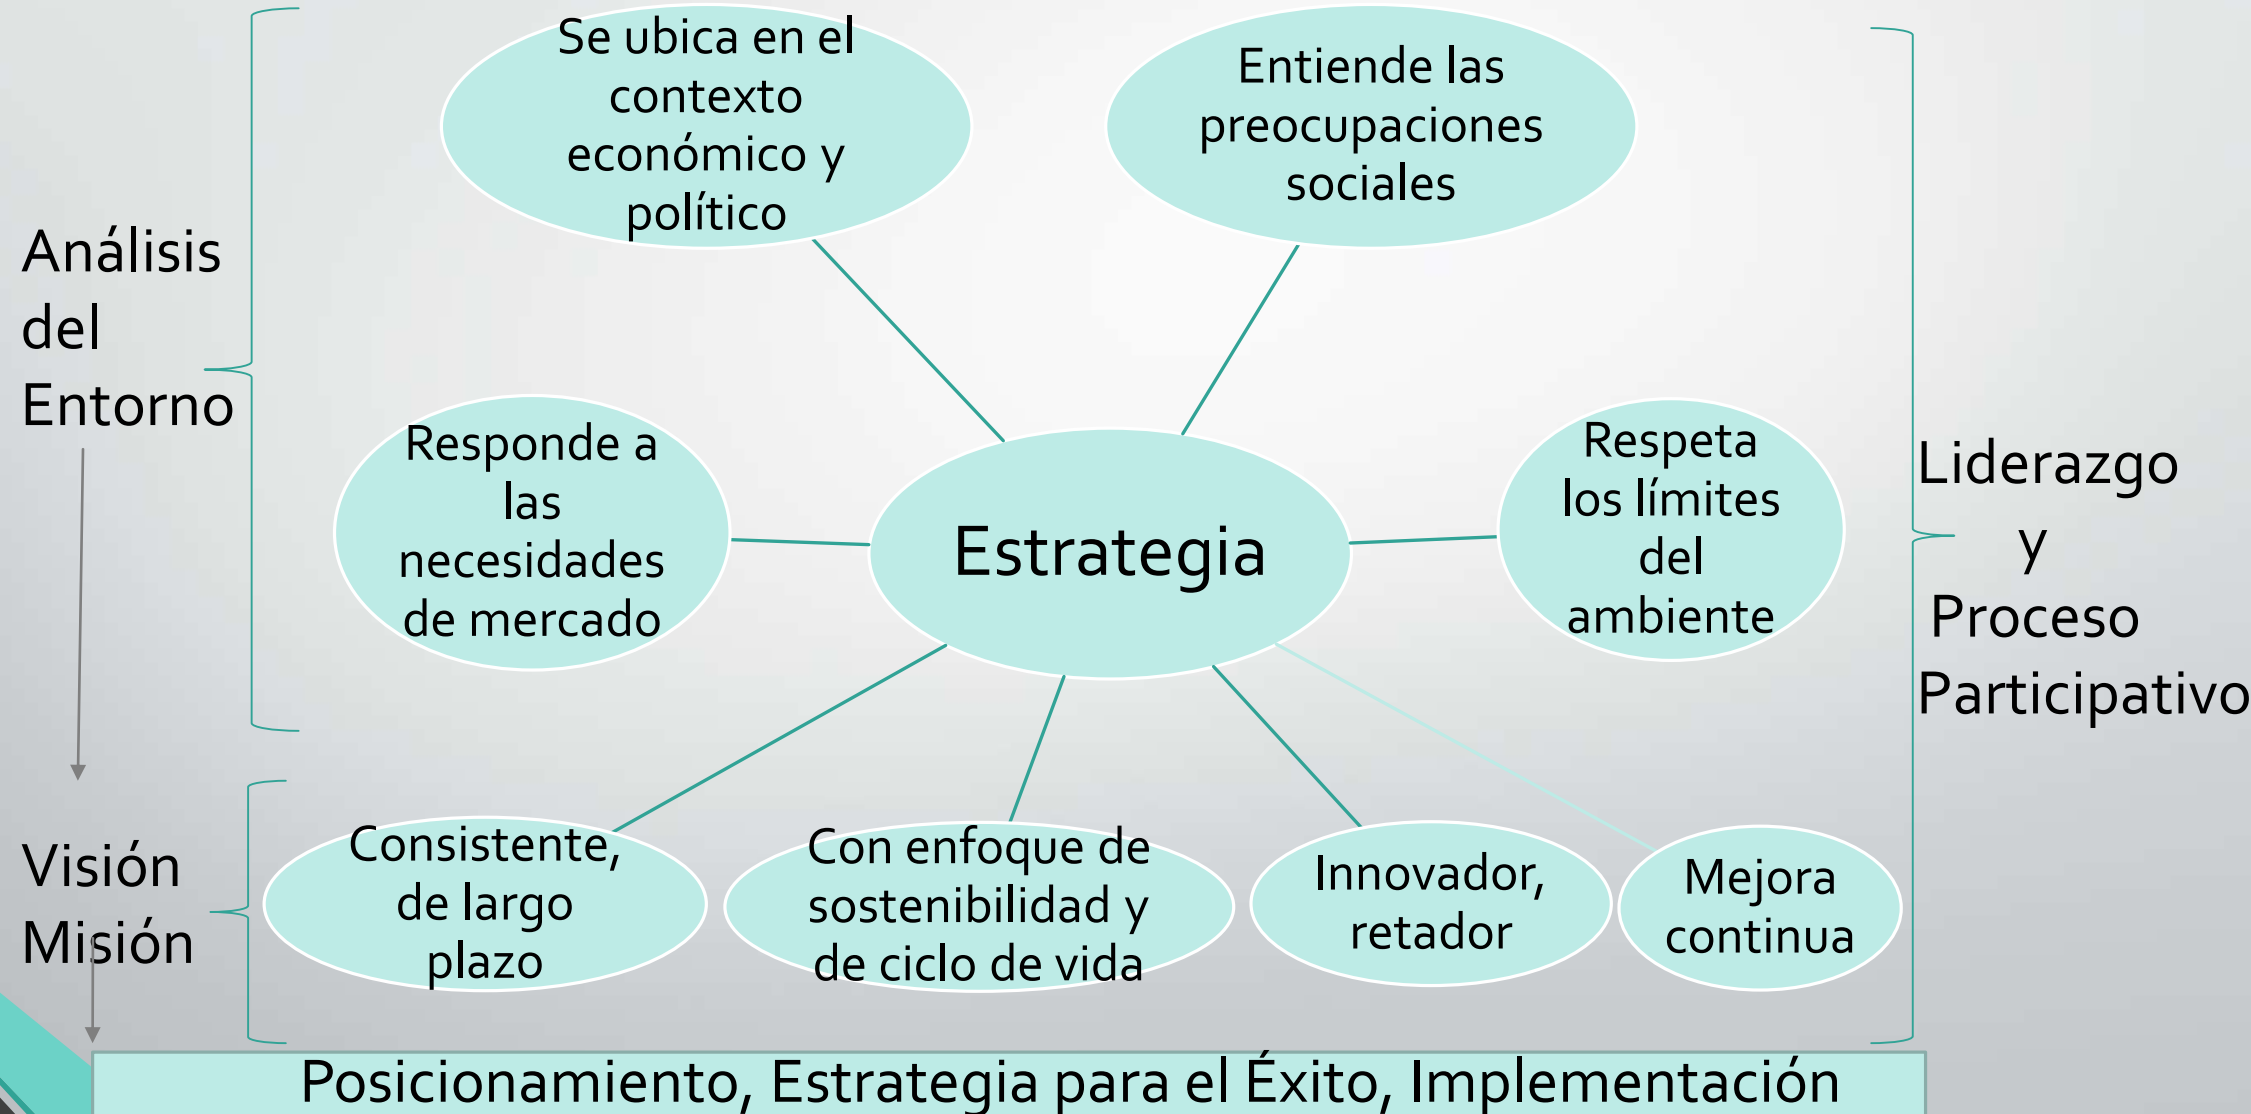 Se ubica en el
contexto
económico y
político
Entiende las
preocupaciones
sociales
Análisis
del
Entorno
Responde a
las
necesidades
de mercado
Estrategia
Respeta
los límites
del
ambiente
Liderazgo
y
Proceso
Participativo
Visión
Misión
Consistente,
de largo
plazo
Con enfoque de
sostenibilidad y
de ciclo de vida
Innovador,
retador
Mejora
continua
Posicionamiento, Estrategia para el Éxito, Implementación